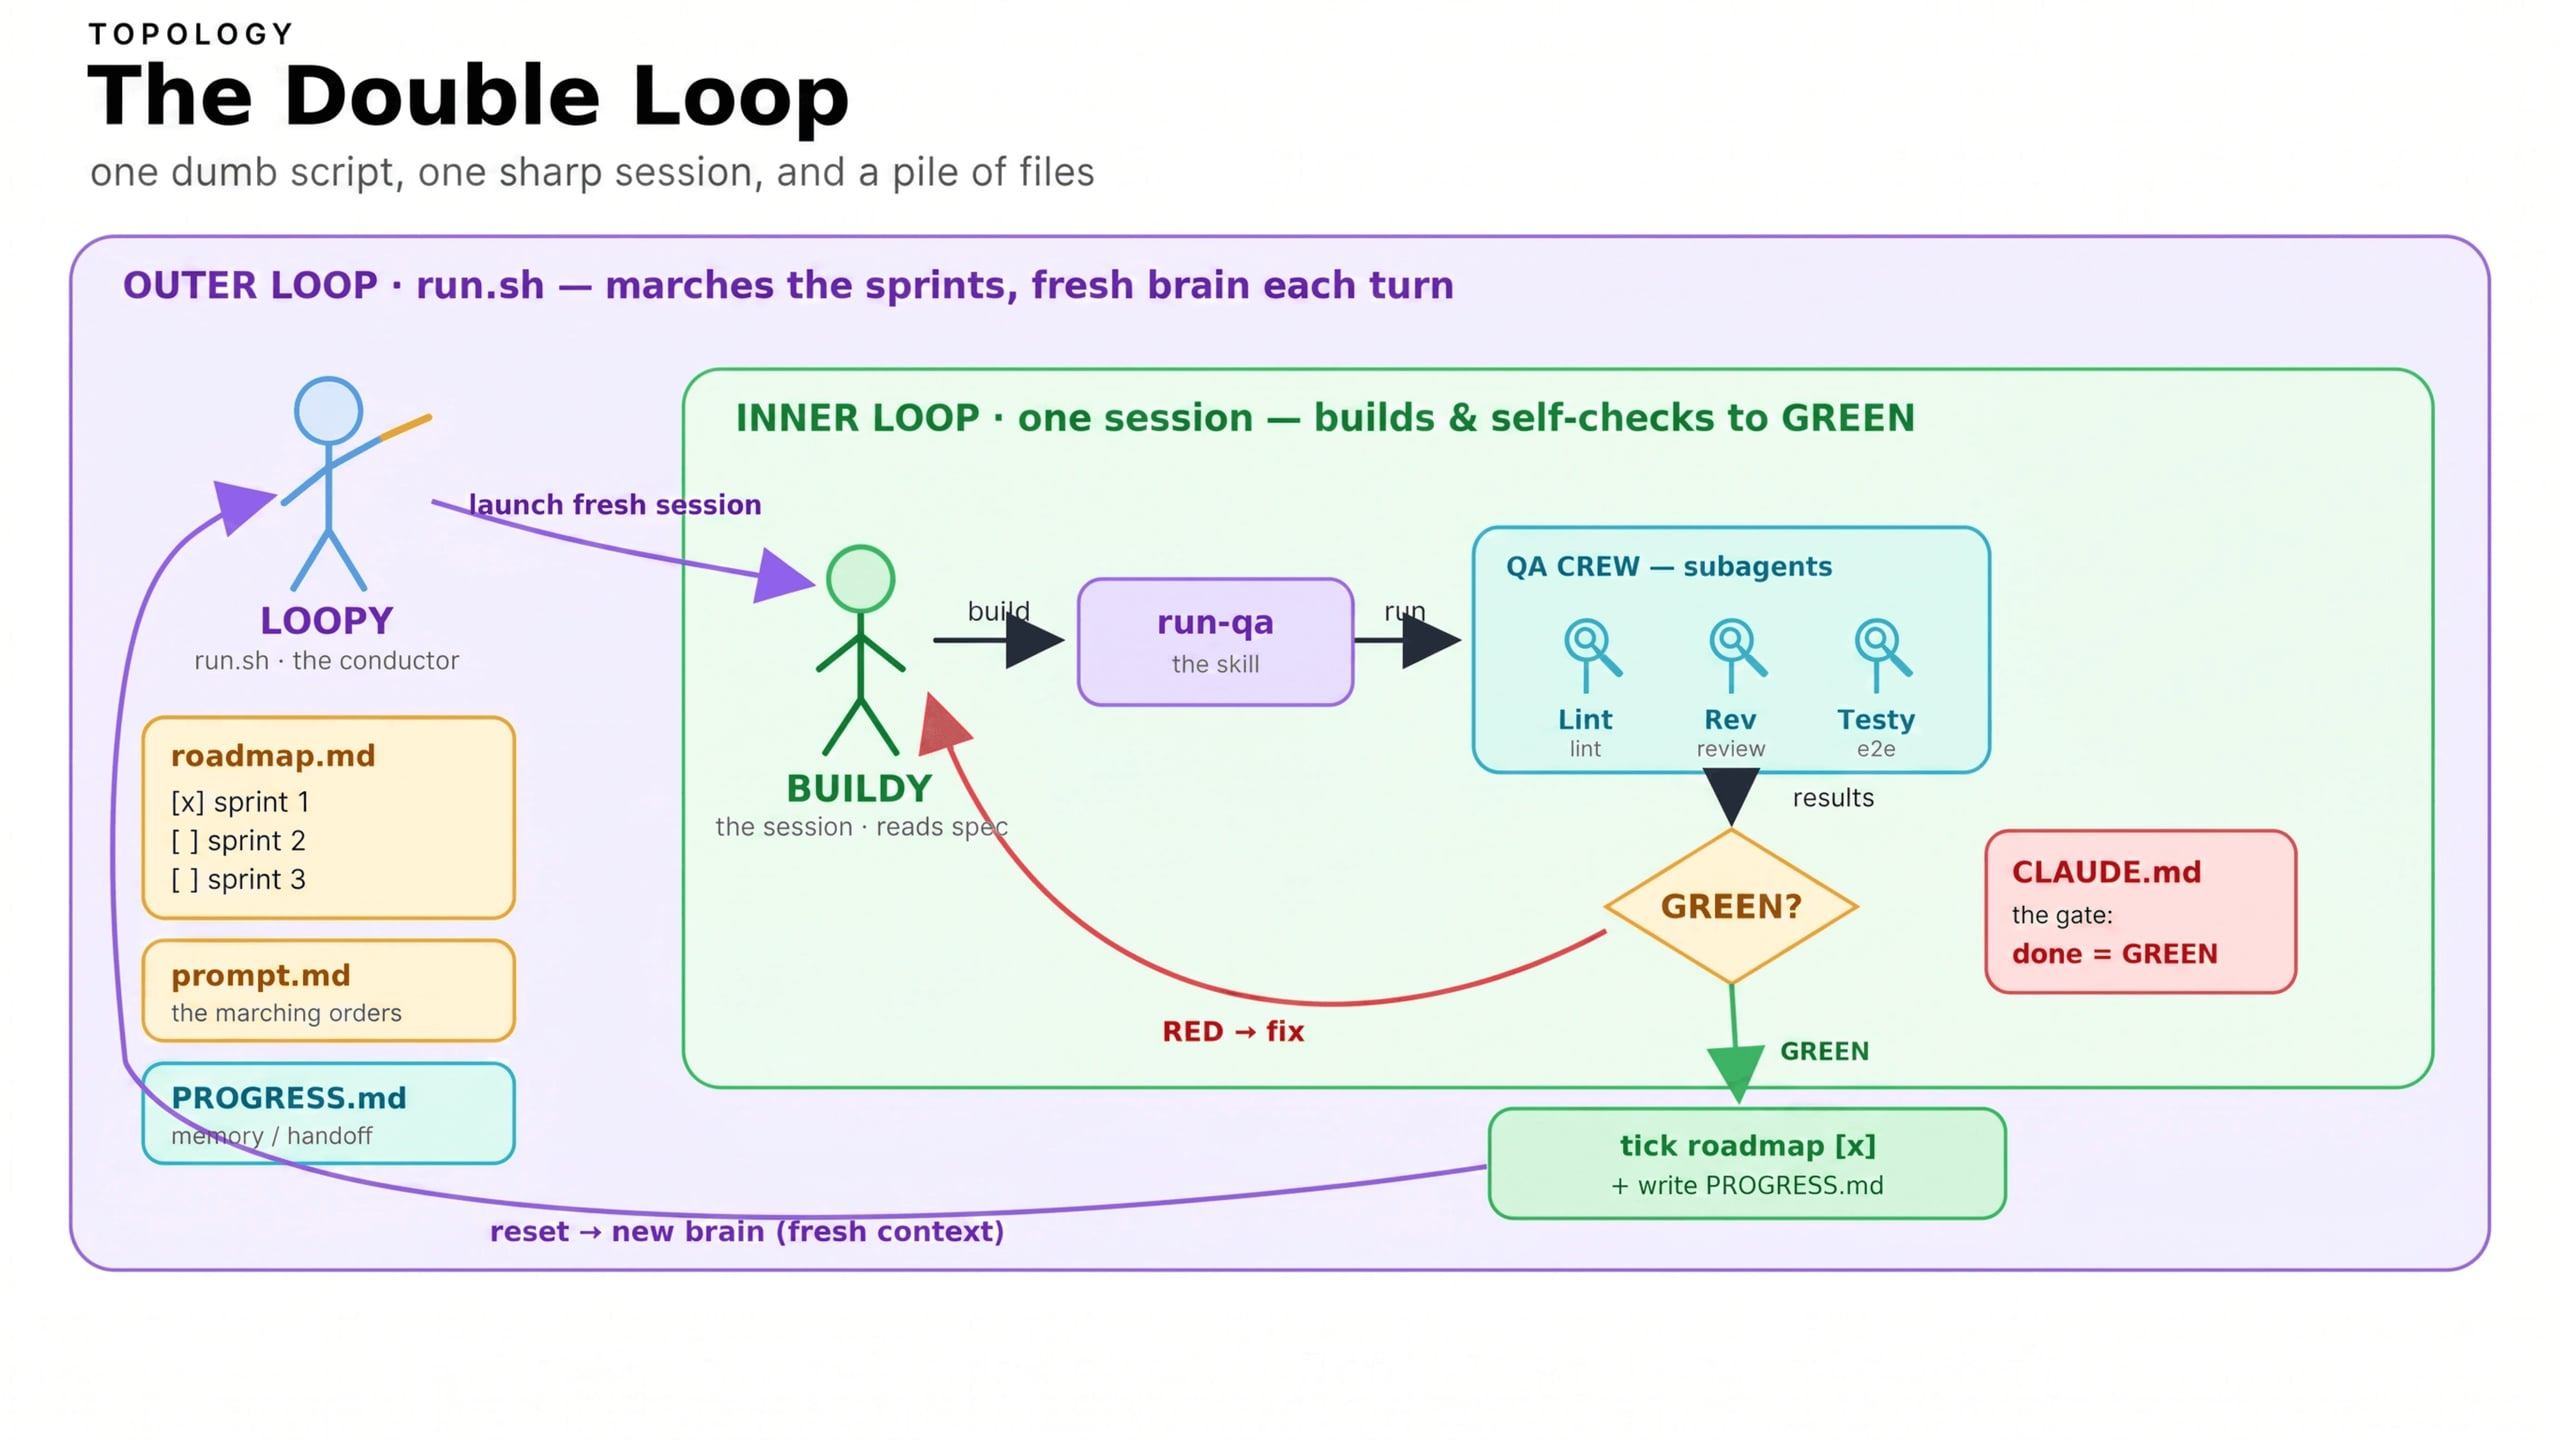 TOPOLOGY
The Double Loop
one dumb script, one sharp session, and a pile of files
OUTER LOOP · run.sh — marches the sprints, fresh brain each turn
INNER LOOP · one session — builds & self-checks to GREEN
launch fresh session
LOOPY
run.sh · the conductor
roadmap.md
[x] sprint 1
[ ] sprint 2
[ ] sprint 3
prompt.md
the marching orders
PROGRESS.md
memory / handoff
BUILDY
the session · reads spec
build
run-qa
the skill
run
QA CREW — subagents
Lint
lint
Rev
review
Testy
e2e
results
GREEN?
CLAUDE.md
the gate:
done = GREEN
RED → fix
GREEN
tick roadmap [x]
+ write PROGRESS.md
reset → new brain (fresh context)